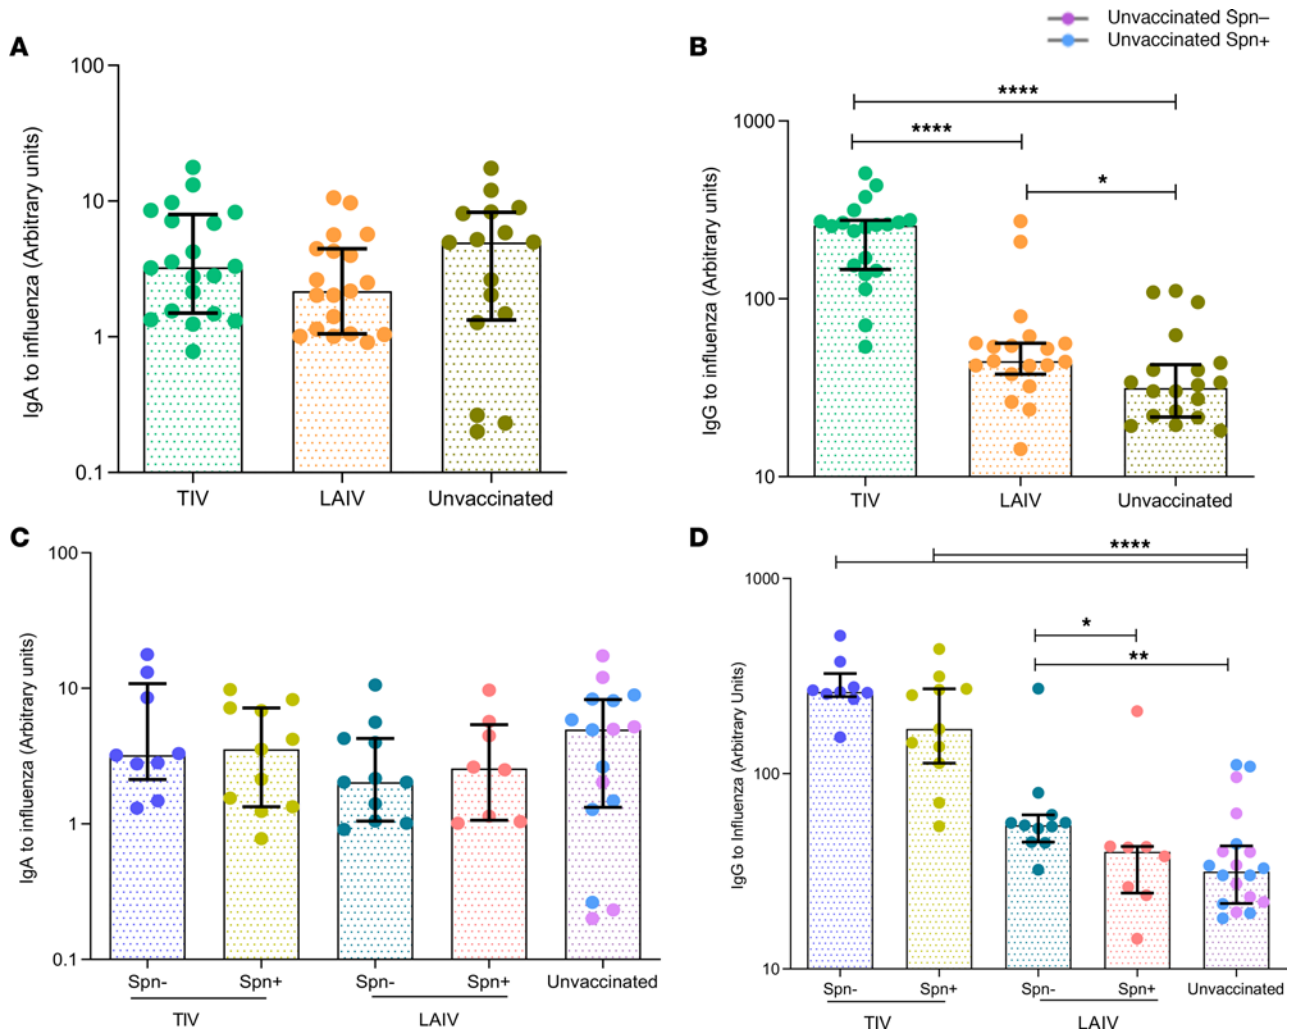 Unvaccinated Spn–
Unvaccinated Spn+
A
IgA to influenza (Arbitrary units)
100
10
1
0.1
TIV
LAIV
Unvaccinated
B
IgG to influenza (Arbitrary units)
1000
100
10
****
****
*
TIV
LAIV
Unvaccinated
C
IgA to influenza (Arbitrary units)
100
10
1
0.1
Spn-
Spn+
Spn-
Spn+
Unvaccinated
TIV
LAIV
D
IgG to Influenza (Arbitrary Units)
1000
100
10
****
*
**
Spn-
Spn+
Spn-
Spn+
Unvaccinated
TIV
LAIV